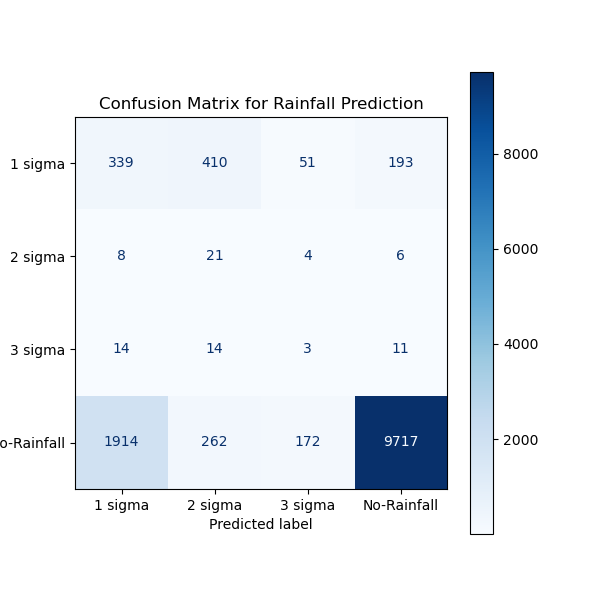 Confusion Matrix for Rainfall Prediction
1 sigma 339 410 51 193
2 sigma 8 21 4 6
3 sigma 14 14 3 11
o-Rainfall 1914 262 172 9717
1 sigma 2 sigma 3 sigma No-Rainfall
Predicted label
8000
6000
4000
2000